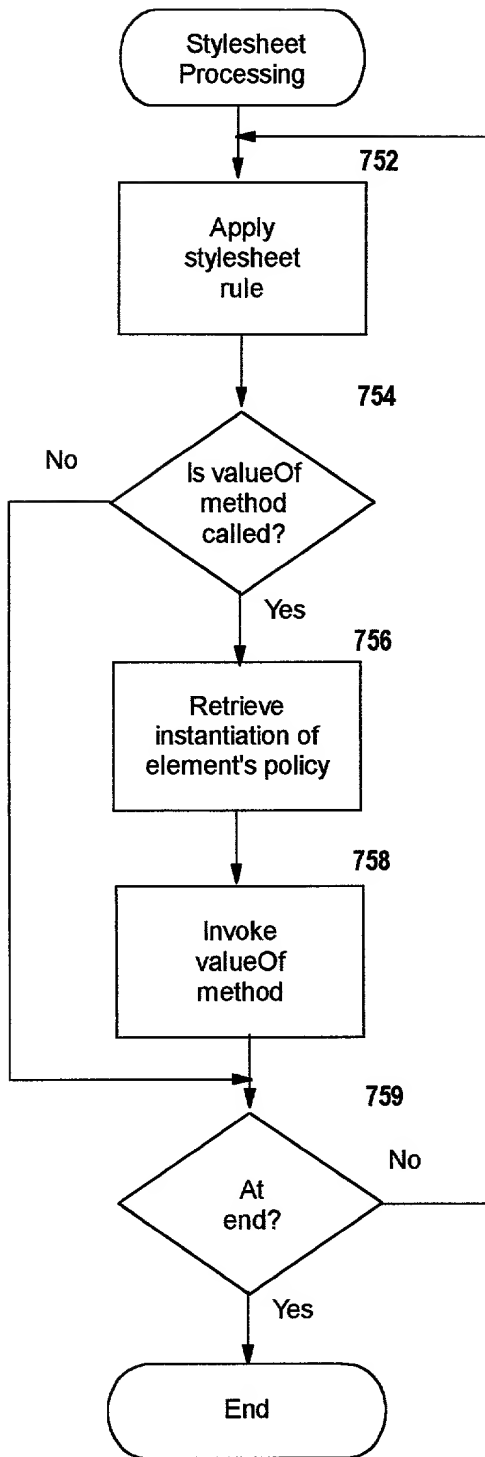 Stylesheet
Processing
752
Apply
stylesheet
rule
754
No
Is valueOf
method
called?
Yes
756
Retrieve
instantiation of
element's policy
758
Invoke
valueOf
method
759
No
At
end?
Yes
End